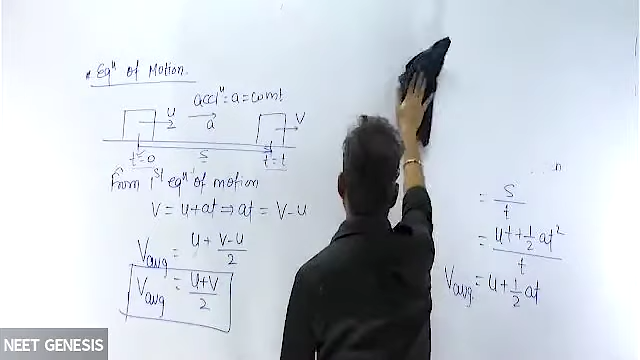 Eqⁿ of Motion.
accⁿ = a = const
u
a
V
t=0
S
t=t
From 1st eqⁿ of motion
V = u+at ⇒ at = V-u
Vavg = u + V-u/2
Vavg = u+V/2
= S/t
= ut+½at²/t
Vavg = u+½at
NEET GENESIS